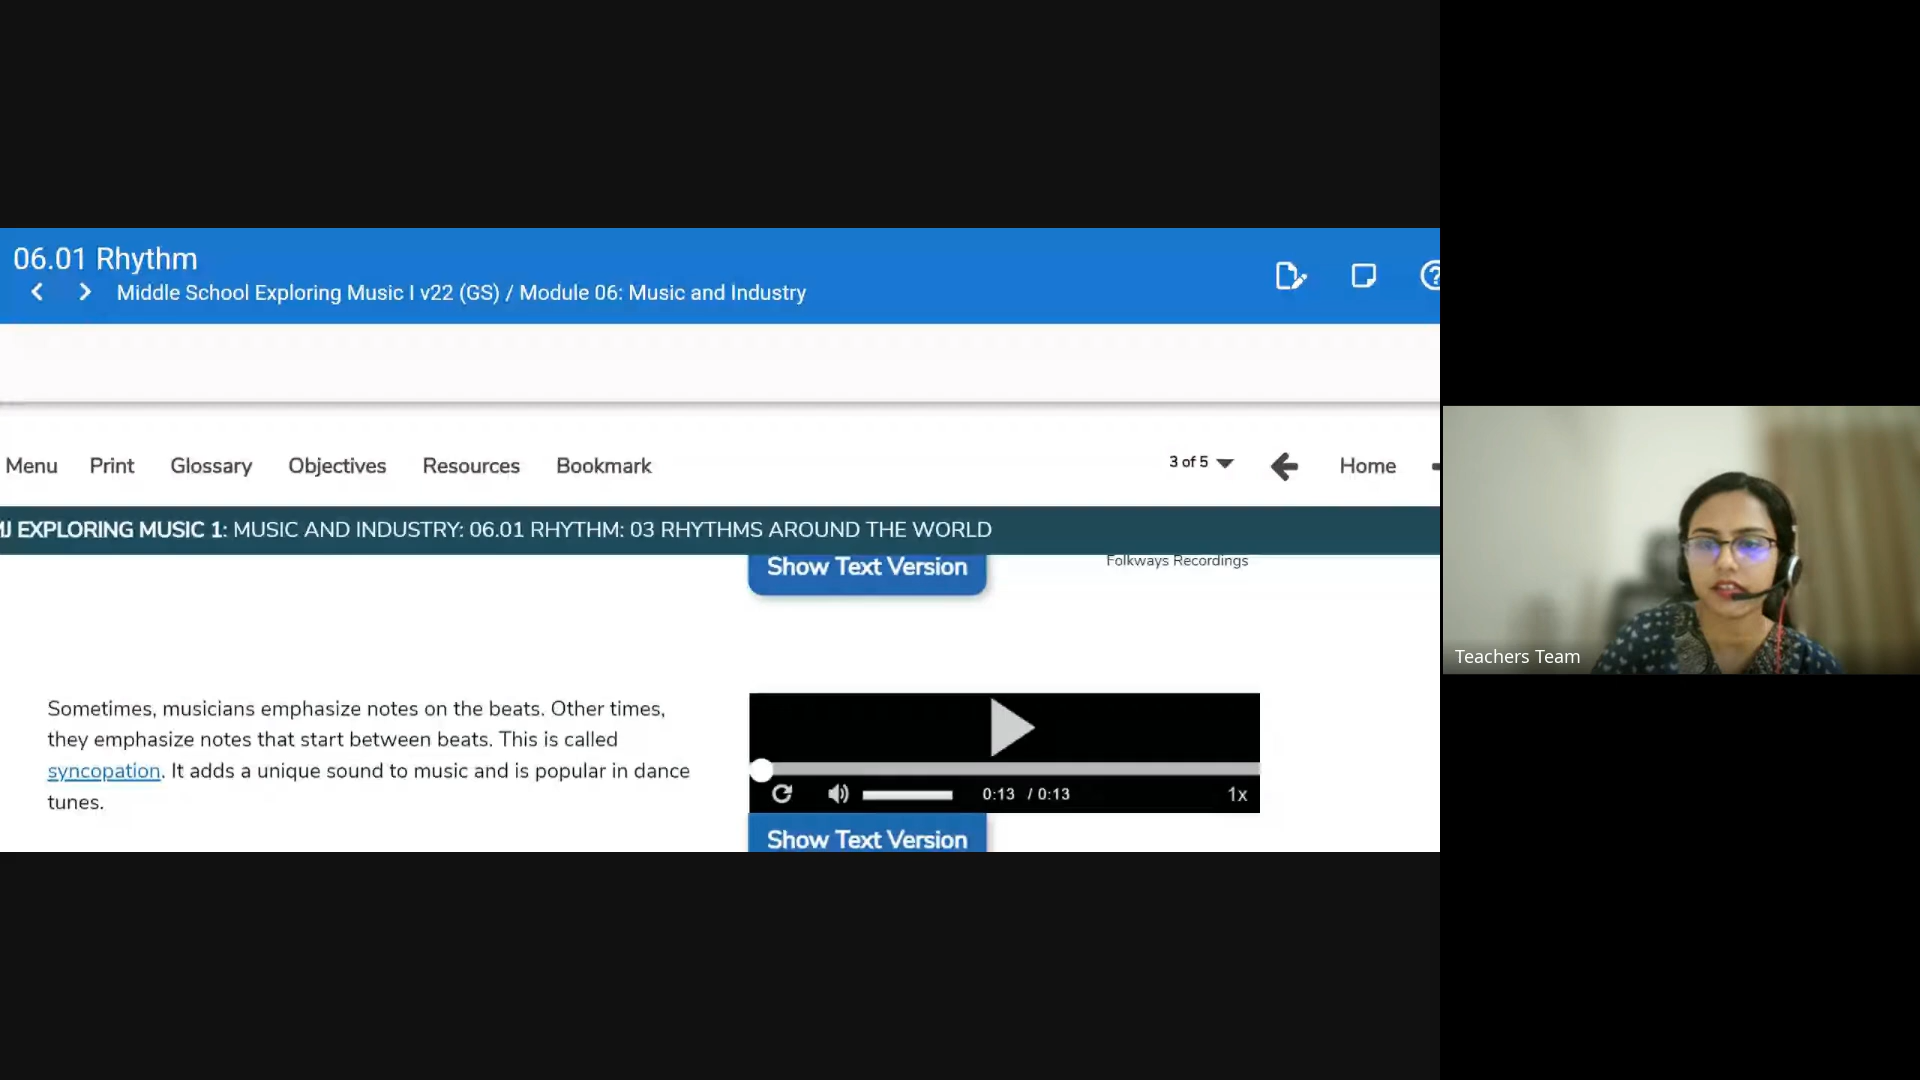 06.01 Rhythm
Middle School Exploring Music I v22 (GS) / Module 06: Music and Industry
Menu Print Glossary Objectives Resources Bookmark 3 of 5 Home
MJ EXPLORING MUSIC 1: MUSIC AND INDUSTRY: 06.01 RHYTHM: 03 RHYTHMS AROUND THE WORLD
Show Text Version
Folkways Recordings
Sometimes, musicians emphasize notes on the beats. Other times,
they emphasize notes that start between beats. This is called
syncopation. It adds a unique sound to music and is popular in dance
tunes.
0:13 / 0:13 1x
Show Text Version
Teachers Team